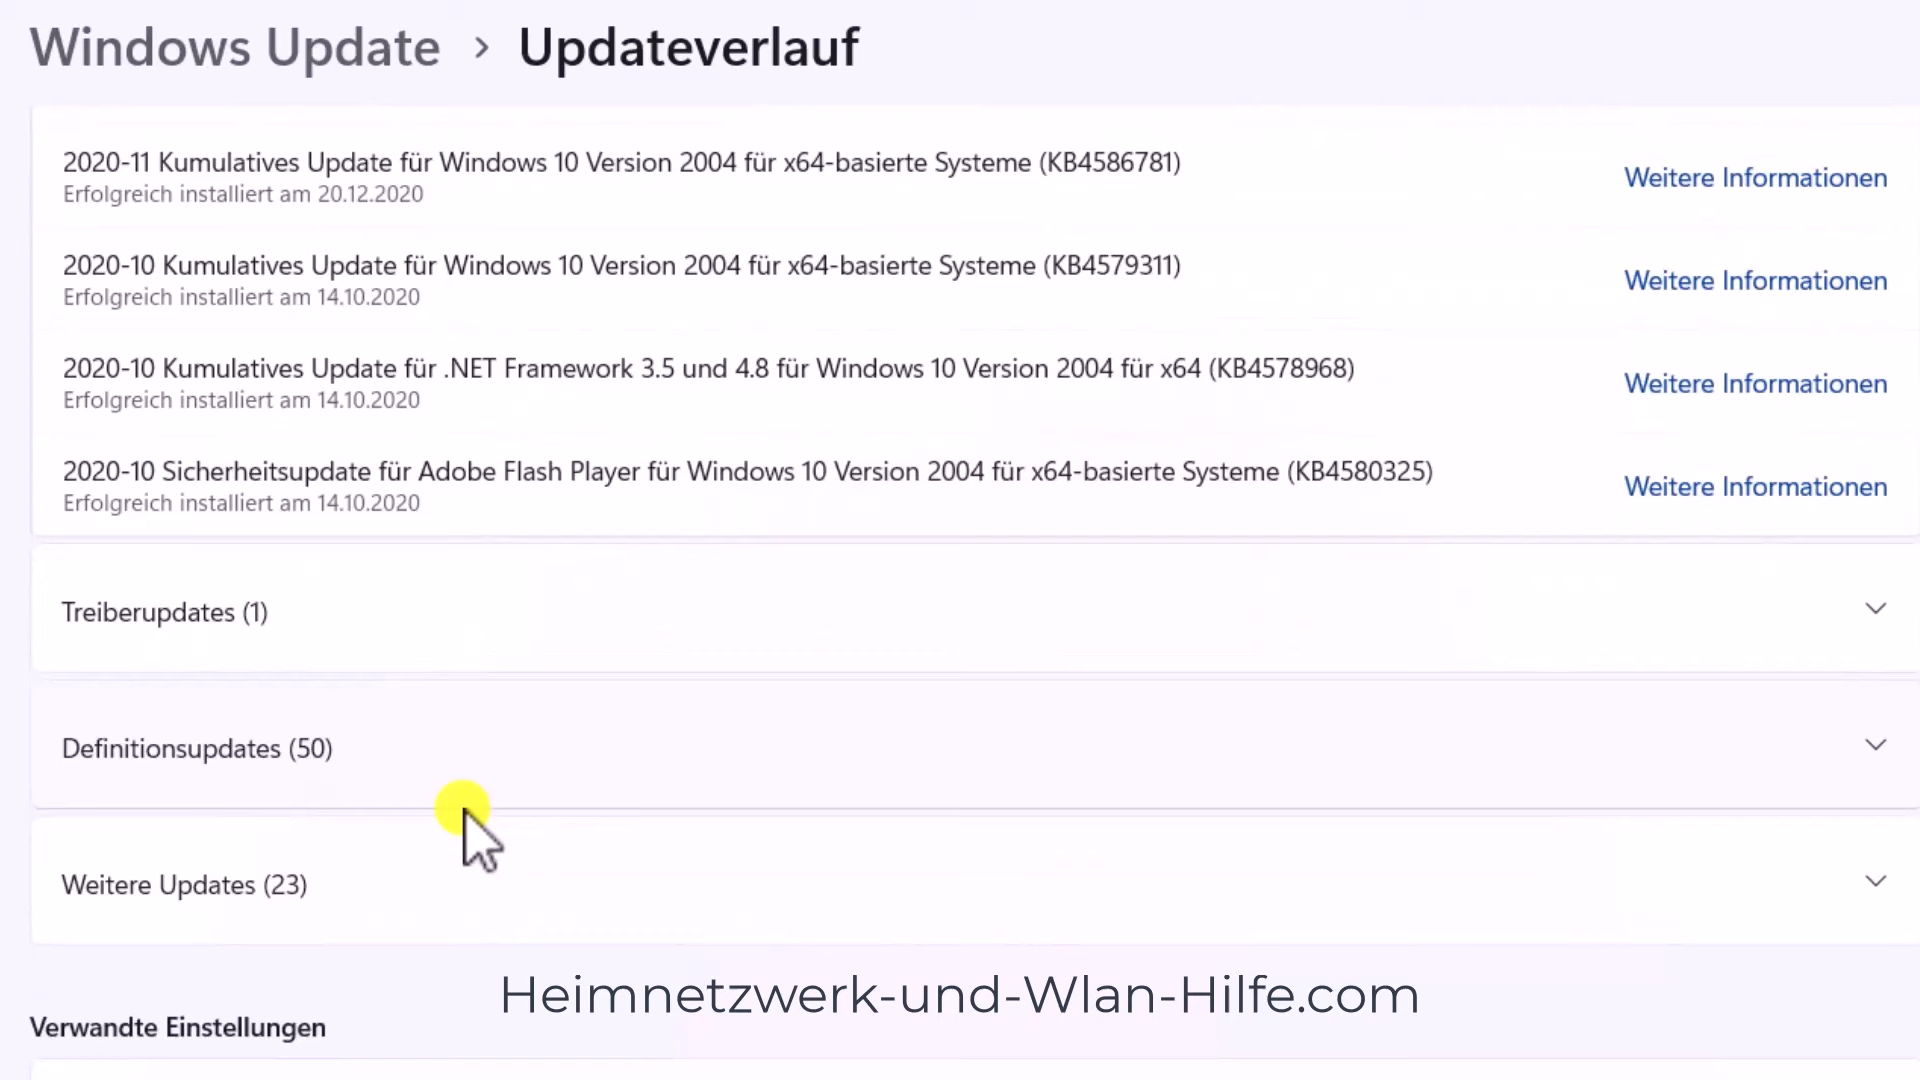 Windows Update > Updateverlauf
2020-11 Kumulatives Update für Windows 10 Version 2004 für x64-basierte Systeme (KB4586781)
Erfolgreich installiert am 20.12.2020
Weitere Informationen
2020-10 Kumulatives Update für Windows 10 Version 2004 für x64-basierte Systeme (KB4579311)
Erfolgreich installiert am 14.10.2020
Weitere Informationen
2020-10 Kumulatives Update für .NET Framework 3.5 und 4.8 für Windows 10 Version 2004 für x64 (KB4578968)
Erfolgreich installiert am 14.10.2020
Weitere Informationen
2020-10 Sicherheitsupdate für Adobe Flash Player für Windows 10 Version 2004 für x64-basierte Systeme (KB4580325)
Erfolgreich installiert am 14.10.2020
Weitere Informationen
Treiberupdates (1)
Definitionsupdates (50)
Weitere Updates (23)
Heimnetzwerk-und-Wlan-Hilfe.com
Verwandte Einstellungen